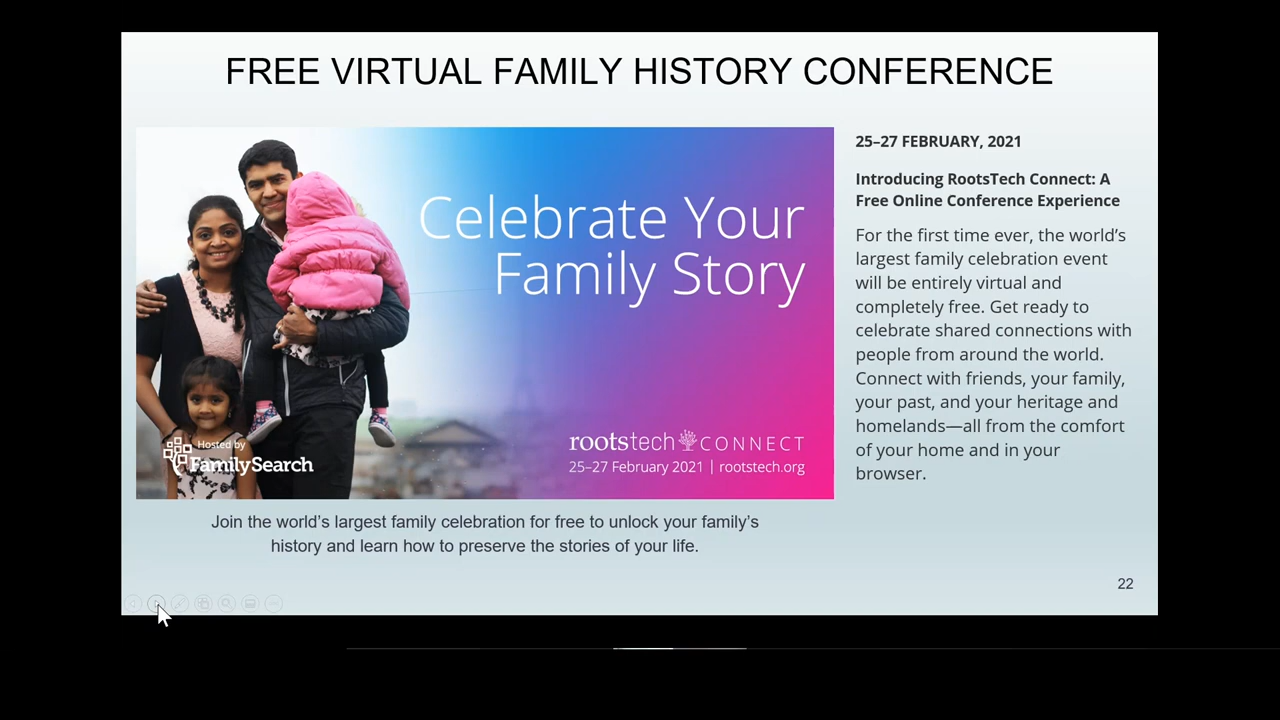 FREE VIRTUAL FAMILY HISTORY CONFERENCE
Celebrate Your
Family Story
Hosted by
FamilySearch
rootstech CONNECT
25–27 February 2021 | rootstech.org
Join the world’s largest family celebration for free to unlock your family’s
history and learn how to preserve the stories of your life.
25–27 FEBRUARY, 2021
Introducing RootsTech Connect: A
Free Online Conference Experience
For the first time ever, the world’s
largest family celebration event
will be entirely virtual and
completely free. Get ready to
celebrate shared connections with
people from around the world.
Connect with friends, your family,
your past, and your heritage and
homelands—all from the comfort
of your home and in your
browser.
22